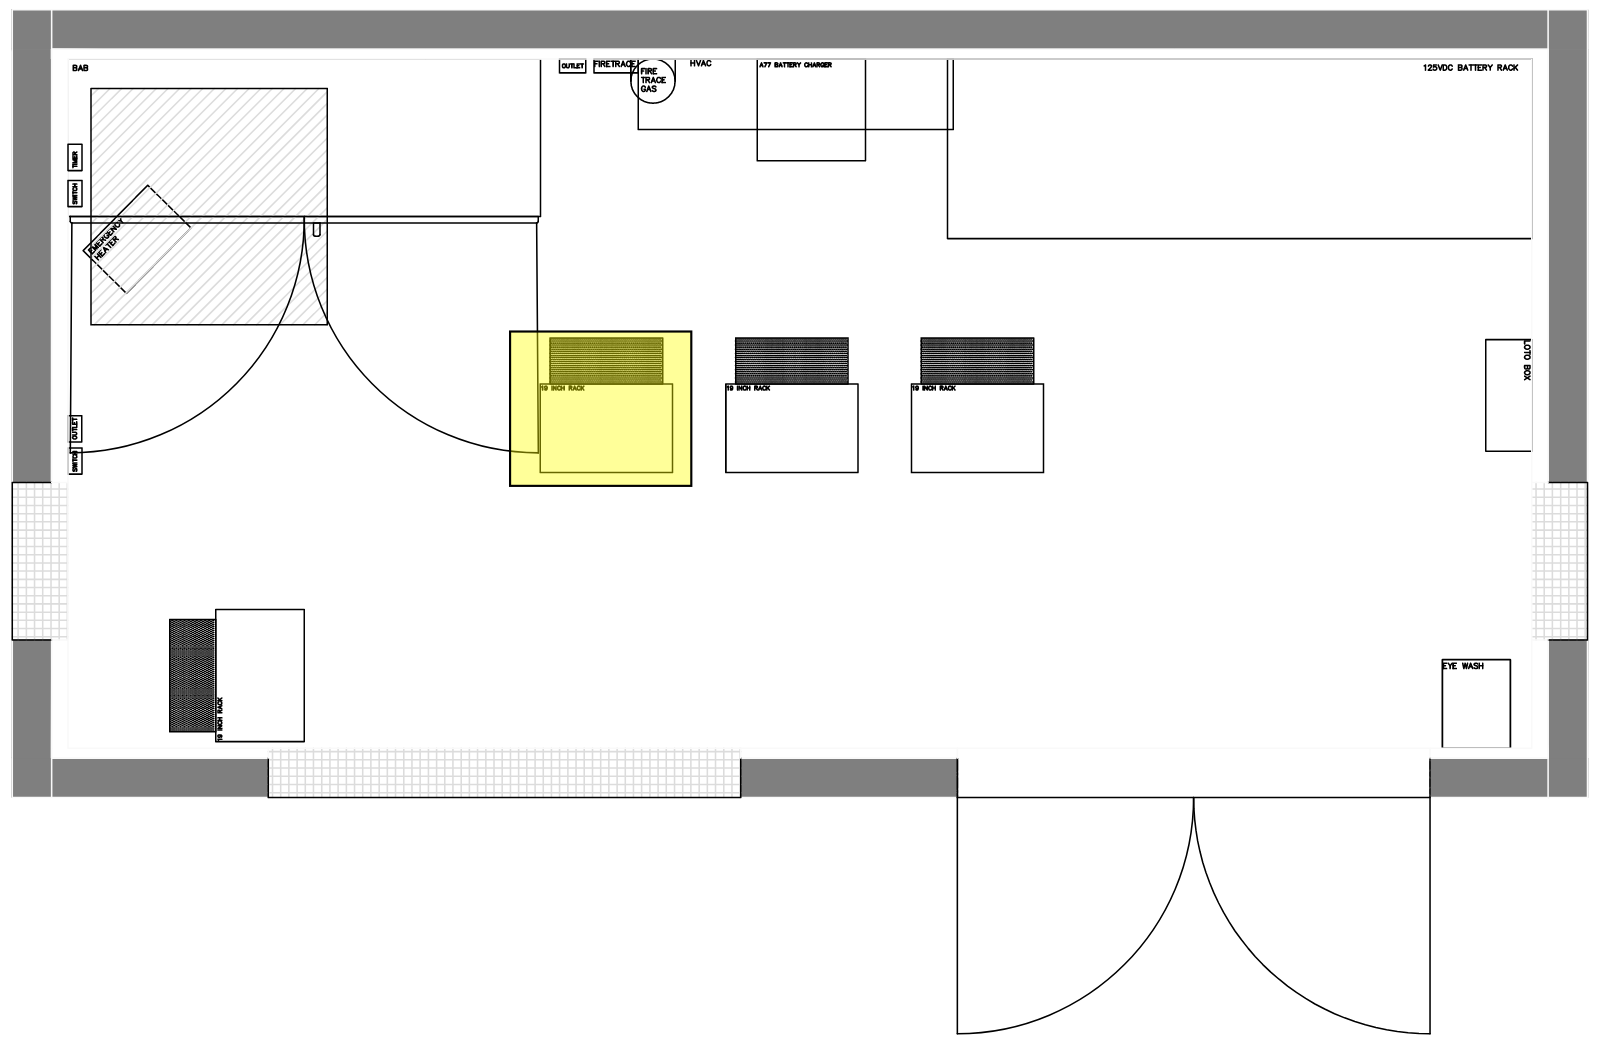 BAB
OUTLET
FIRETRACE
FIRE
TRACE
GAS
HVAC
A77 BATTERY CHARGER
125VDC BATTERY RACK
TIMER
SWITCH
EMERGENCY
HEATER
LOTO BOX
19 INCH RACK
19 INCH RACK
19 INCH RACK
OUTLET
SWITCH
19 INCH RACK
EYE WASH